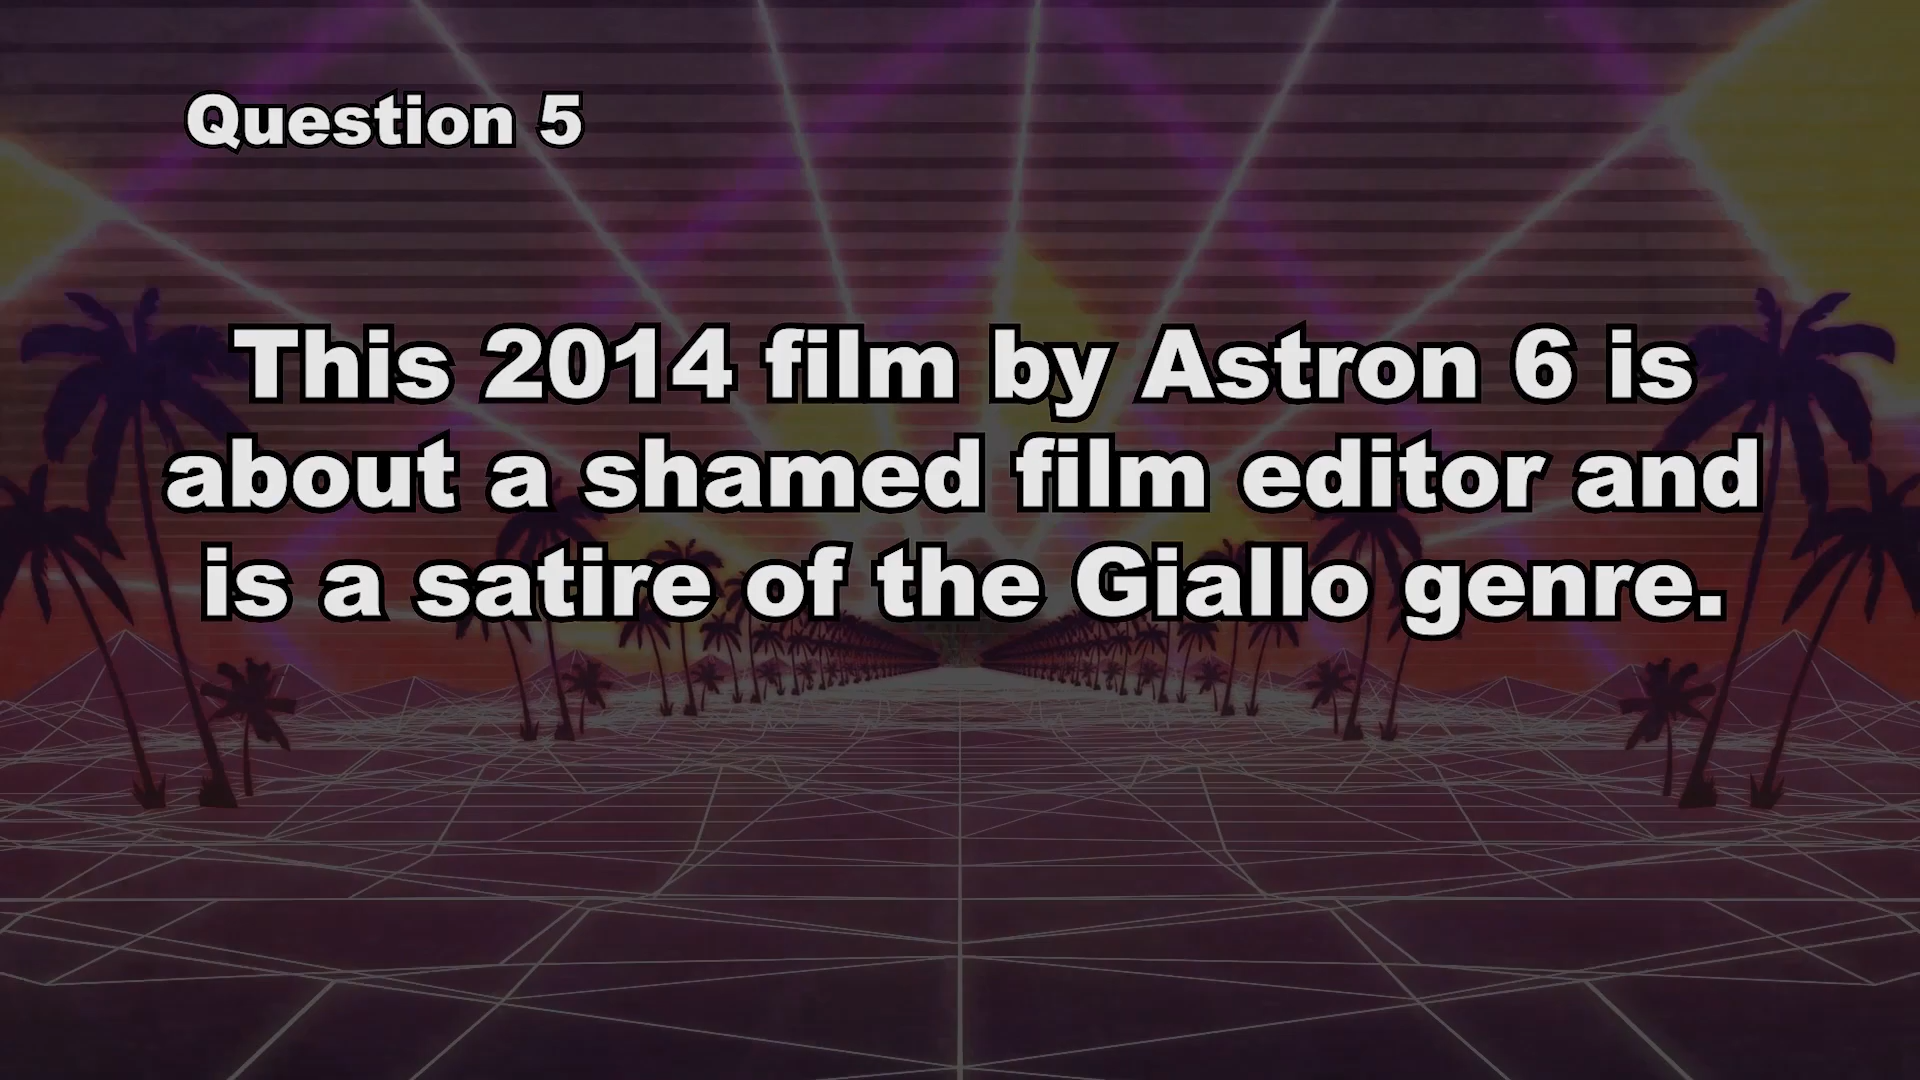 Question 5
This 2014 film by Astron 6 is
about a shamed film editor and
is a satire of the Giallo genre.